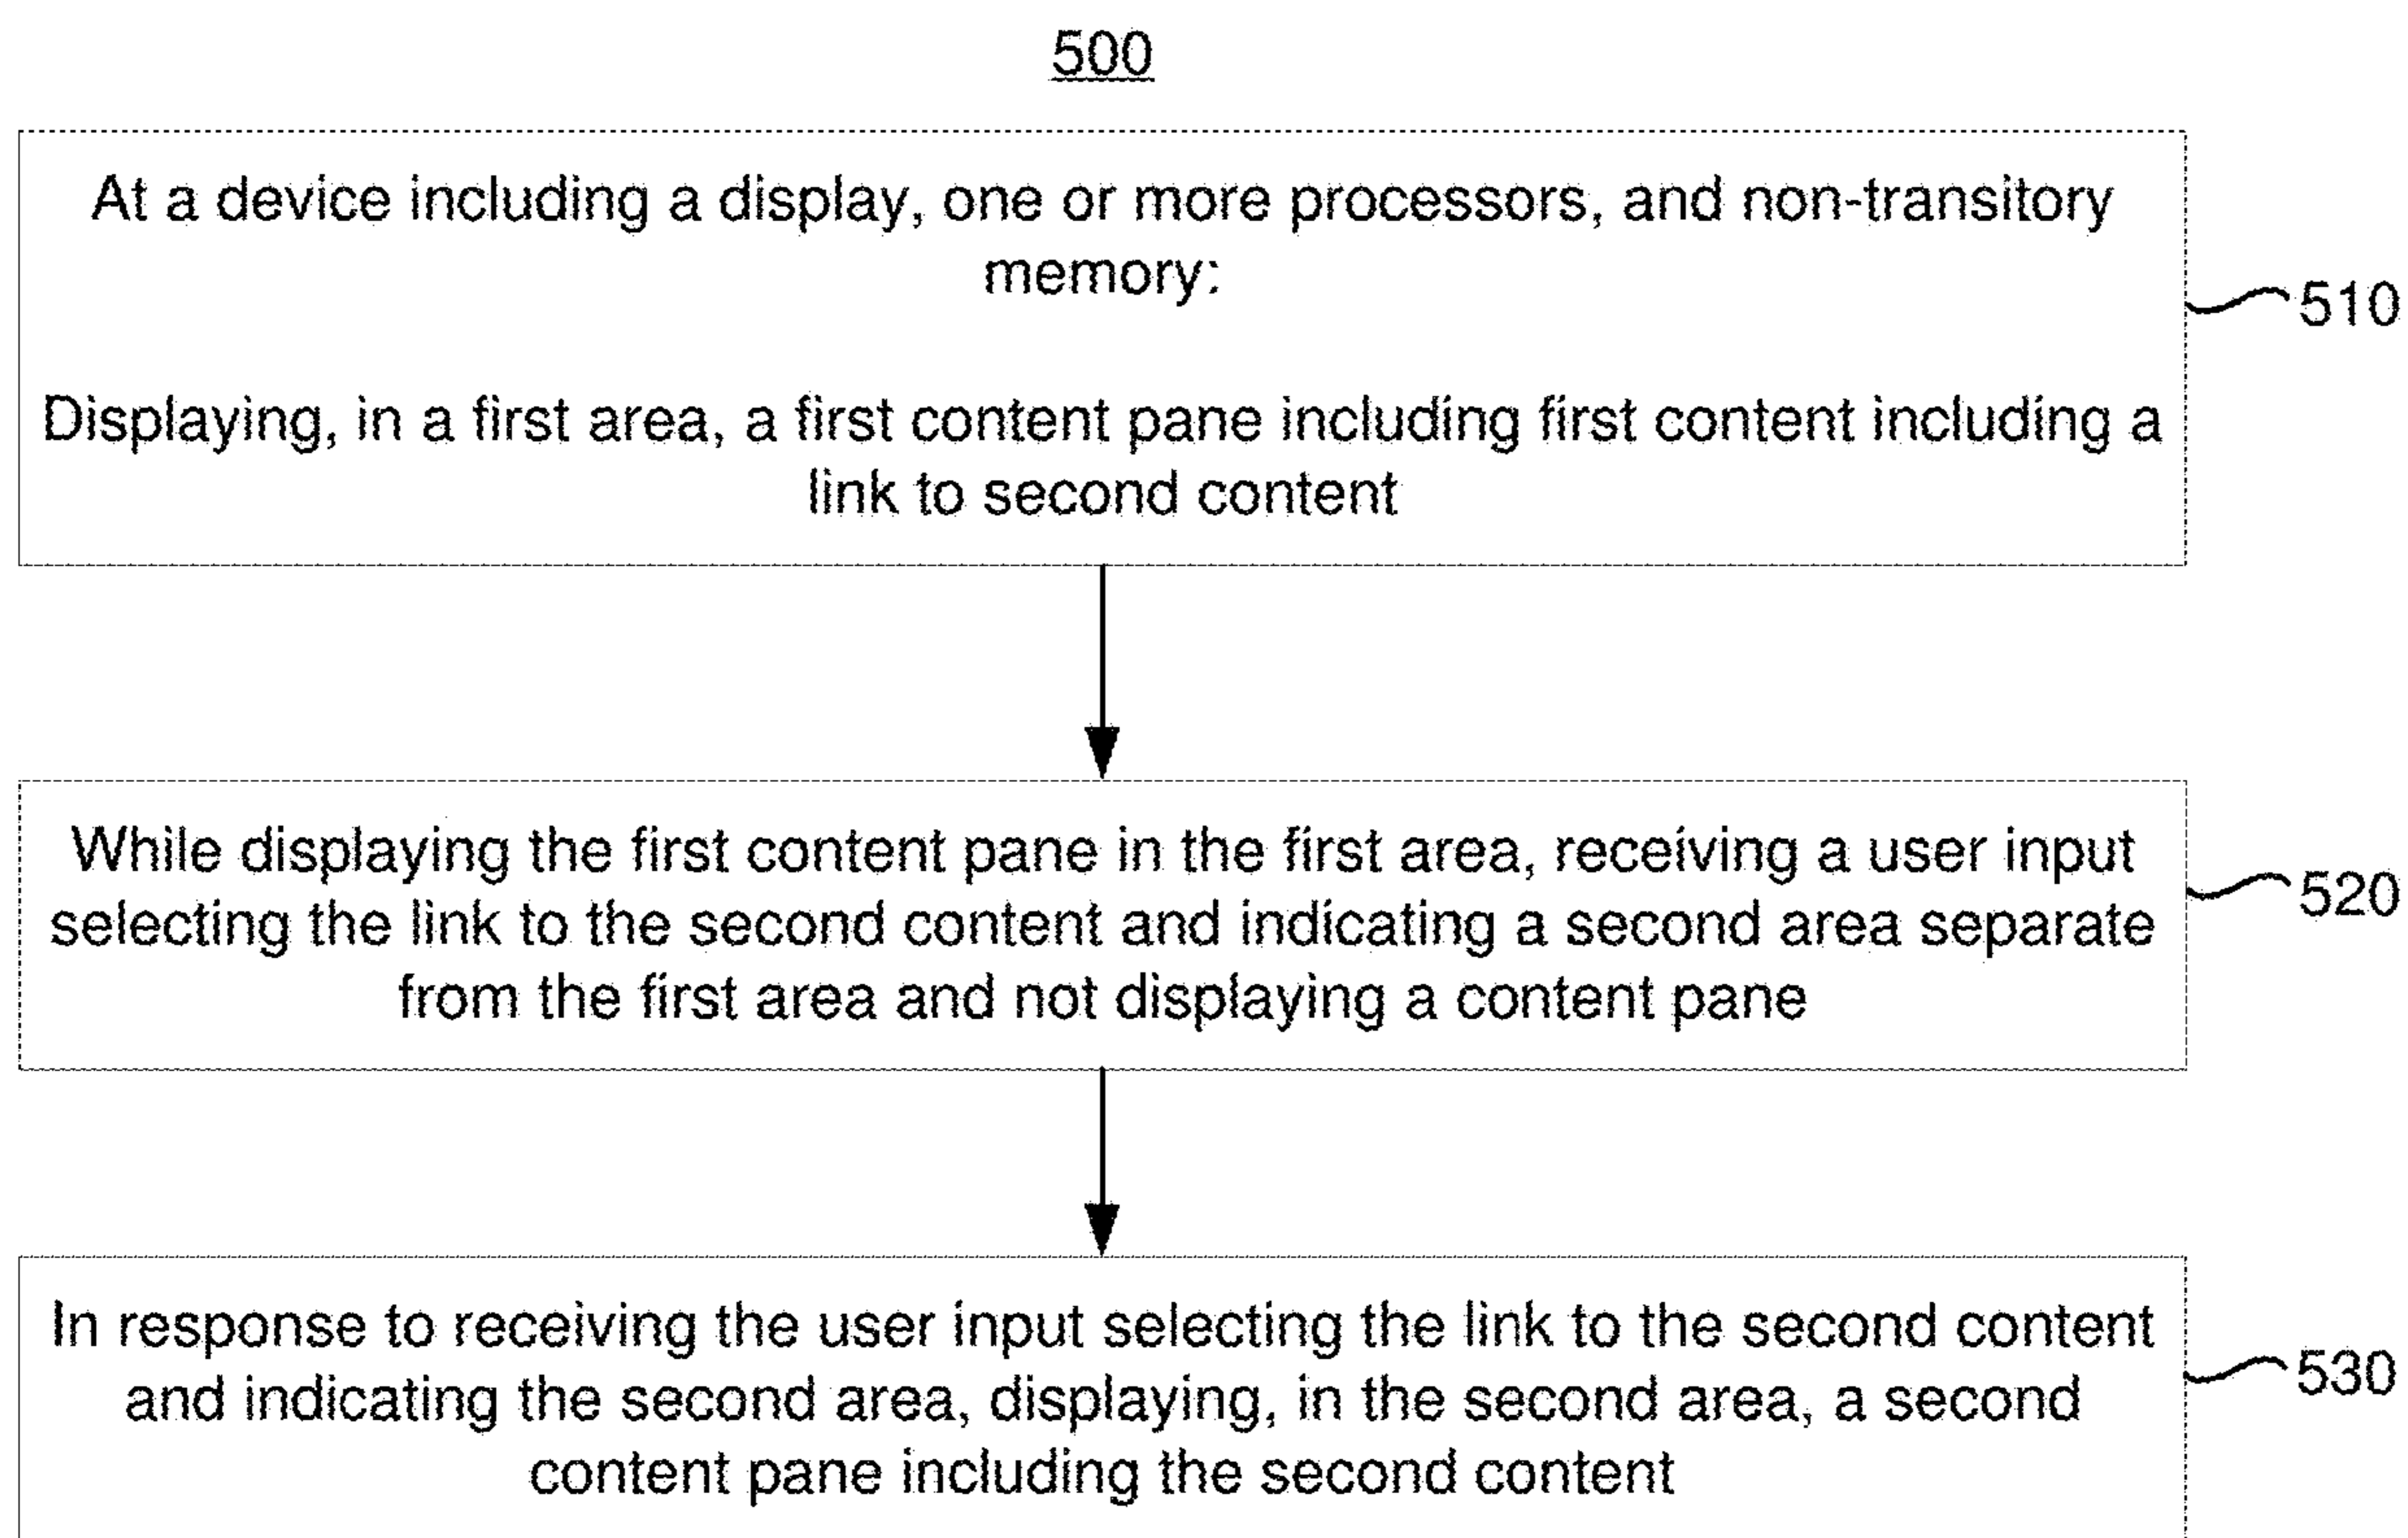 500
At a device including a display, one or more processors, and non-transitory
memory:
510
Displaying, in a first area, a first content pane including first content including a
link to second content
While displaying the first content pane in the first area, receiving a user input
520
selecting the link to the second content and indicating a second area separate
from the first area and not displaying a content pane
In response to receiving the user input selecting the link to the second content
530
and indicating the second area, displaying, in the second area, a second
content pane including the second content